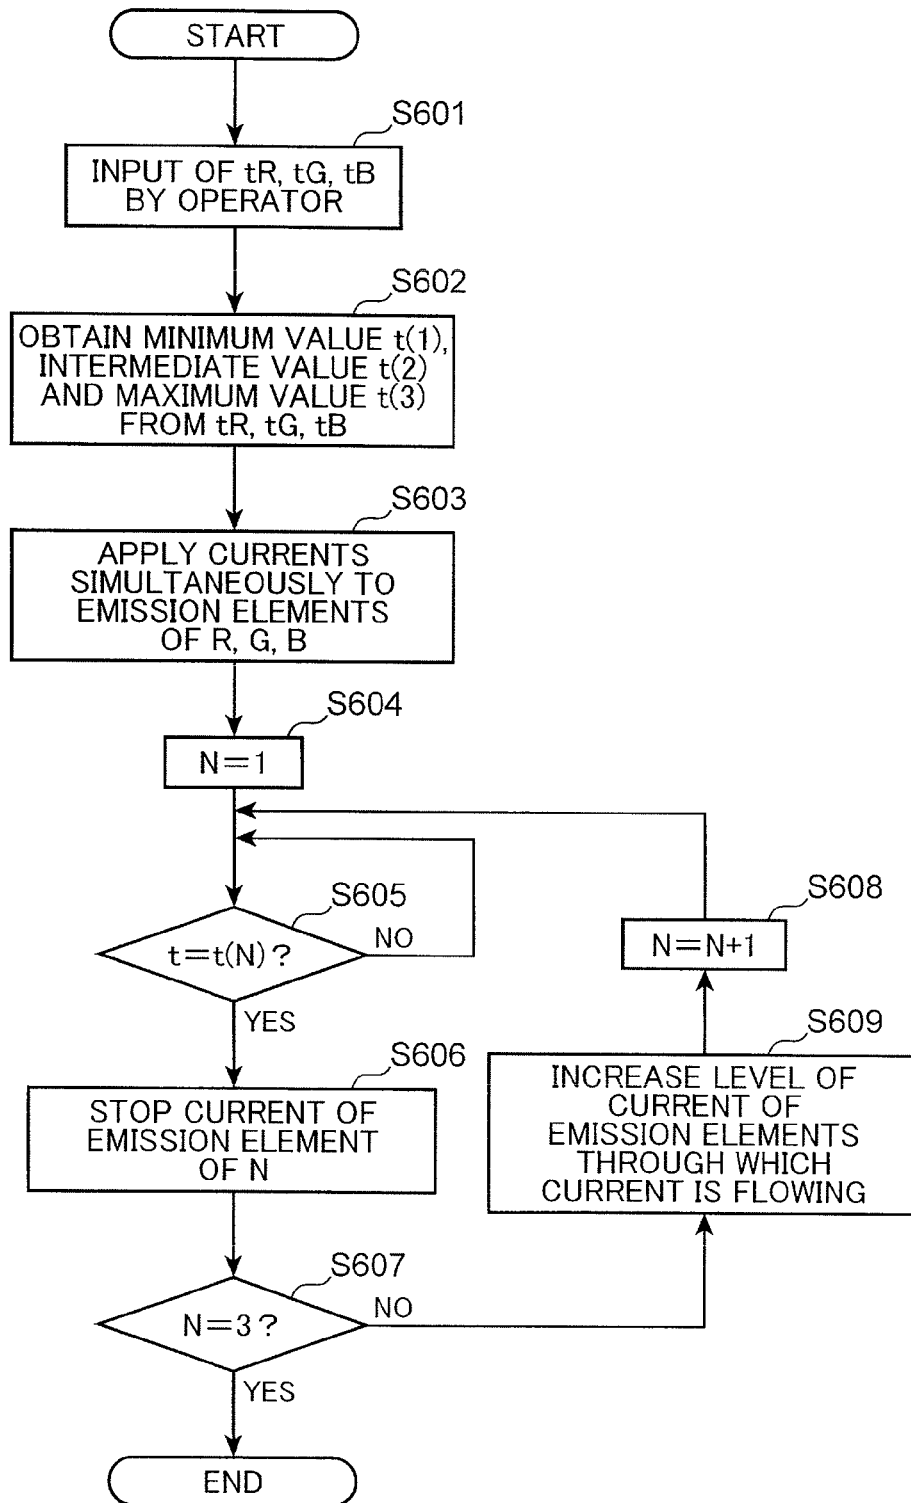 START
S601
INPUT OF tR, tG, tB
BY OPERATOR
S602
OBTAIN MINIMUM VALUE t(1),
INTERMEDIATE VALUE t(2)
AND MAXIMUM VALUE t(3)
FROM tR, tG, tB
S603
APPLY CURRENTS
SIMULTANEOUSLY TO
EMISSION ELEMENTS
OF R, G, B
S604
N=1
S605
t=t(N)?
NO
YES
S606
STOP CURRENT OF
EMISSION ELEMENT
OF N
S607
N=3?
NO
YES
END
S609
INCREASE LEVEL OF
CURRENT OF
EMISSION ELEMENTS
THROUGH WHICH
CURRENT IS FLOWING
S608
N=N+1